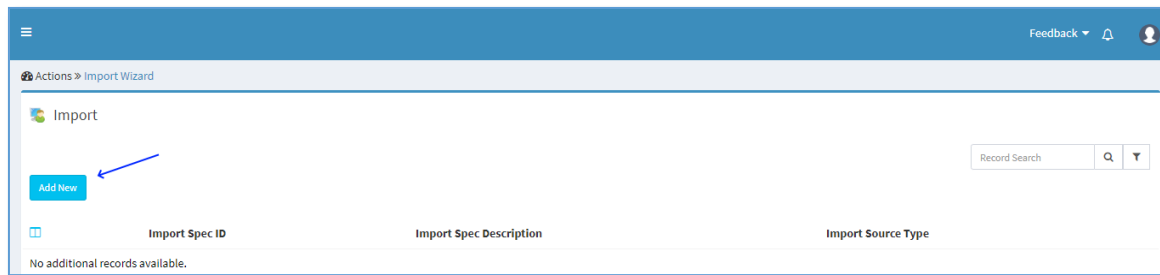 Feedback
Actions » Import Wizard
Import
Record Search
Add New
Import Spec ID Import Spec Description Import Source Type
No additional records available.